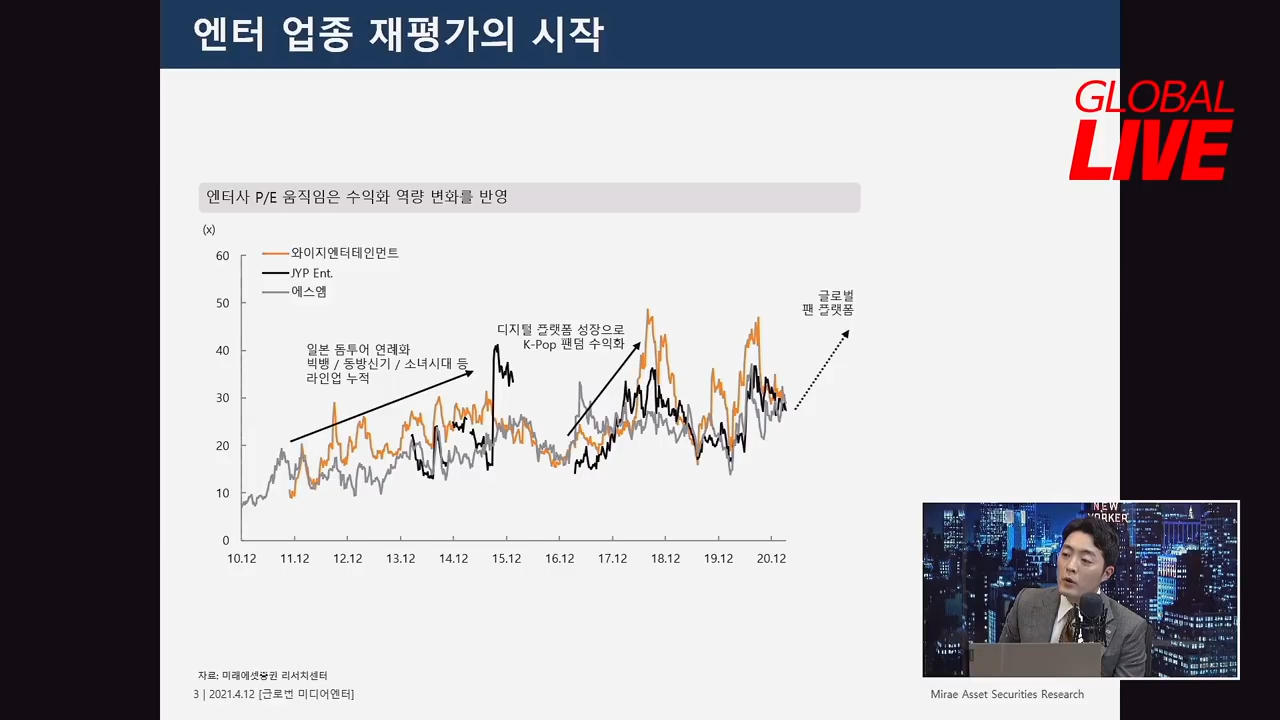 엔터 업종 재평가의 시작
GLOBAL
LIVE
엔터사 P/E 움직임은 수익화 역량 변화를 반영
(x)
60
50
40
30
20
10
0
와이지엔터테인먼트
JYP Ent.
에스엠
일본 돔투어 연례화
빅뱅 / 동방신기 / 소녀시대 등
라인업 누적
디지털 플랫폼 성장으로
K-Pop 팬덤 수익화
글로벌
팬 플랫폼
10.12 11.12 12.12 13.12 14.12 15.12 16.12 17.12 18.12 19.12 20.12
NEW
YORKER
자료: 미래에셋증권 리서치센터
3 | 2021.4.12 [글로벌 미디어엔터]
Mirae Asset Securities Research